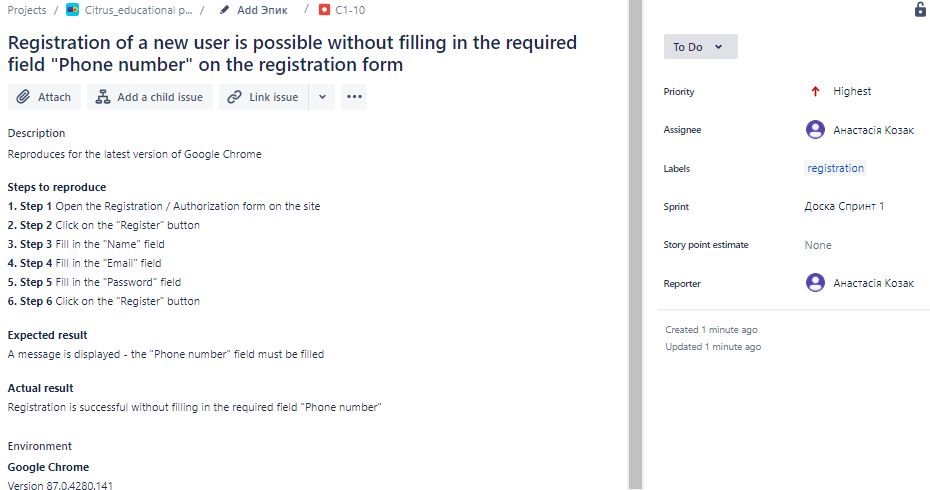 Projects / Citrus_educational p... / Add Эпик / C1-10
Registration of a new user is possible without filling in the required
field "Phone number" on the registration form
Attach Add a child issue Link issue
Description
Reproduces for the latest version of Google Chrome
Steps to reproduce
1. Step 1 Open the Registration / Authorization form on the site
2. Step 2 Click on the "Register" button
3. Step 3 Fill in the "Name" field
4. Step 4 Fill in the "Email" field
5. Step 5 Fill in the "Password" field
6. Step 6 Click on the "Register" button
Expected result
A message is displayed - the "Phone number" field must be filled
Actual result
Registration is successful without filling in the required field "Phone number"
Environment
Google Chrome
Version 87.0.4280.141
To Do
Priority Highest
Assignee Анастасія Козак
Labels registration
Sprint Доска Спринт 1
Story point estimate None
Reporter Анастасія Козак
Created 1 minute ago
Updated 1 minute ago